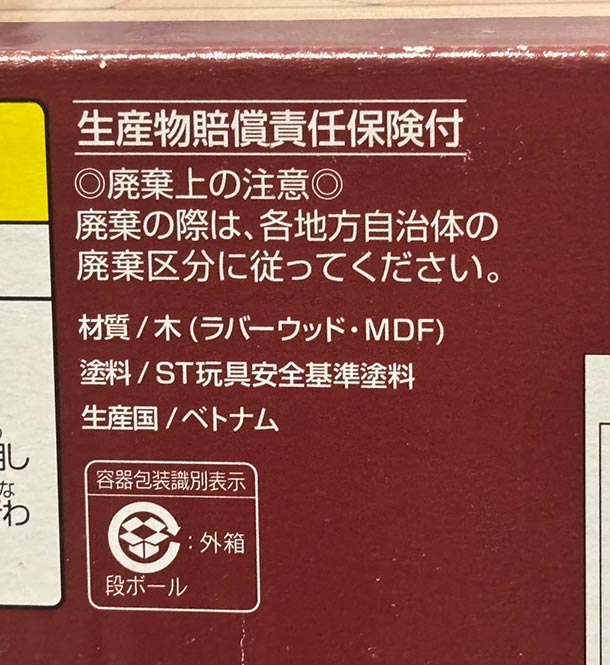 生産物賠償責任保険付
◎廃棄上の注意◎
廃棄の際は、各地方自治体の
廃棄区分に従ってください。
材質/木(ラバーウッド・MDF)
塗料/ST玩具安全基準塗料
生産国/ベトナム
容器包装識別表示
:外箱
段ボール
し
な
わ